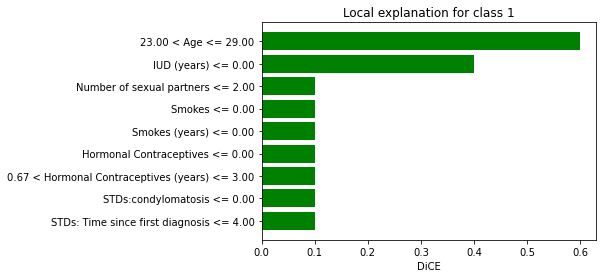 Local explanation for class 1
23.00 < Age <= 29.00
IUD (years) <= 0.00
Number of sexual partners <= 2.00
Smokes <= 0.00
Smokes (years) <= 0.00
Hormonal Contraceptives <= 0.00
0.67 < Hormonal Contraceptives (years) <= 3.00
STDs:condylomatosis <= 0.00
STDs: Time since first diagnosis <= 4.00
0.0 0.1 0.2 0.3 0.4 0.5 0.6
DiCE